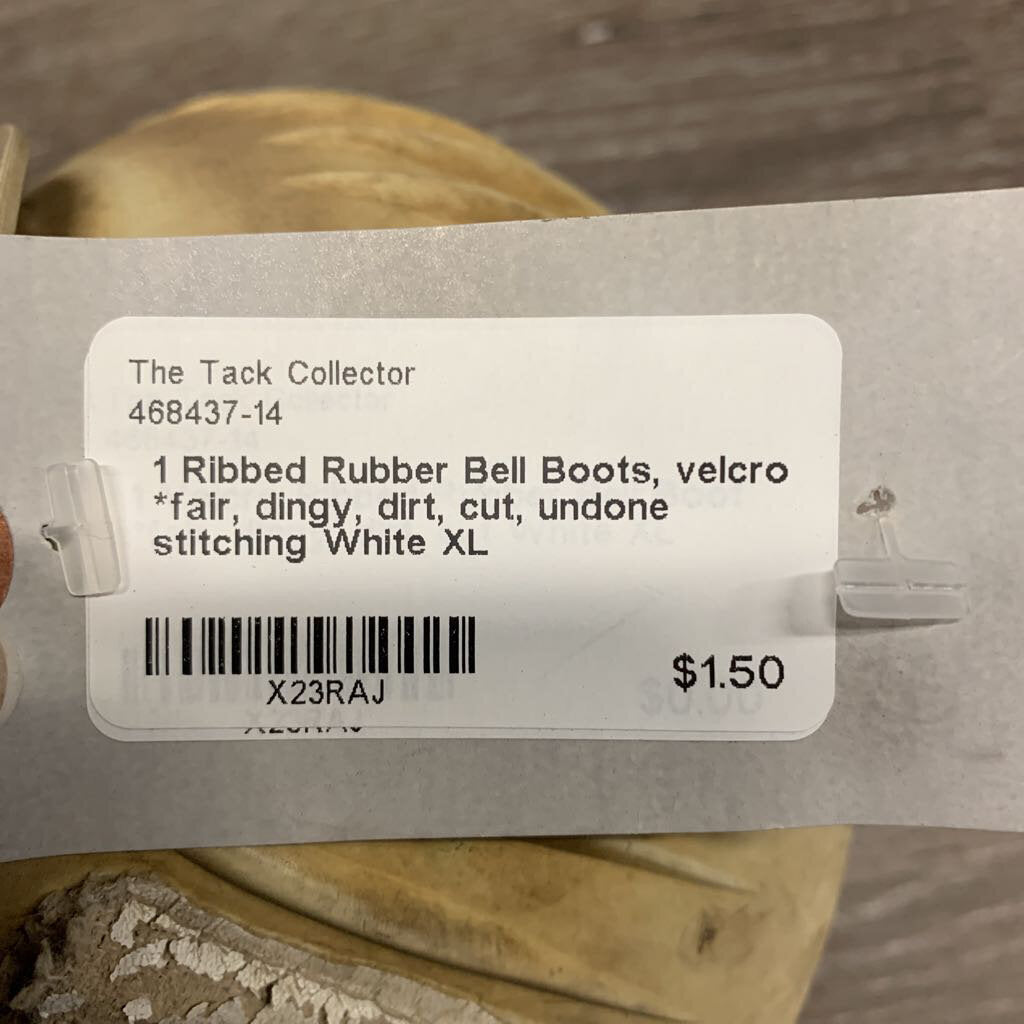 The Tack Collector
468437-14
1 Ribbed Rubber Bell Boots, velcro
*fair, dingy, dirt, cut, undone
stitching White XL
X23RAJ
$1.50